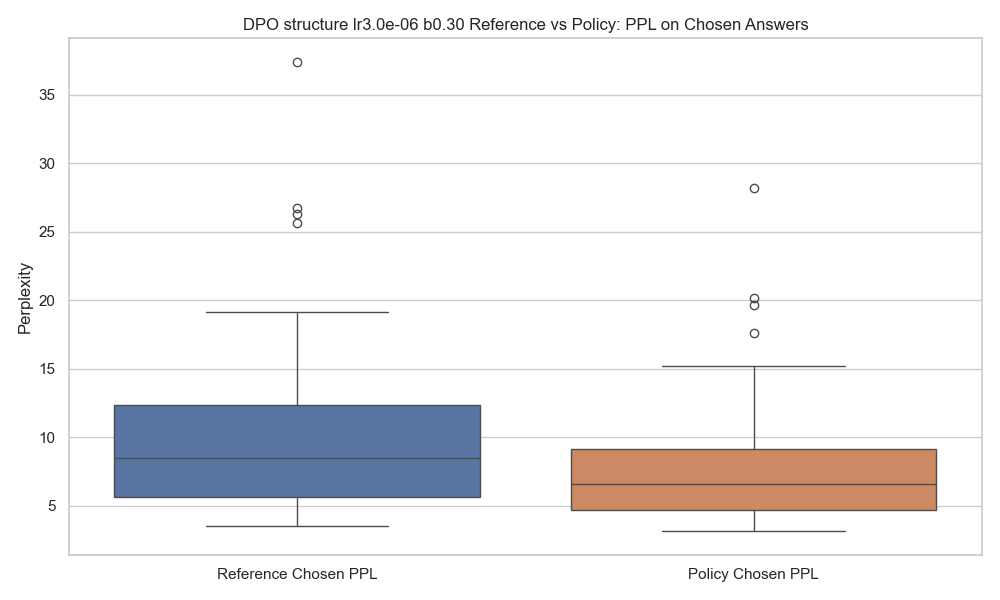 DPO structure lr3.0e-06 b0.30 Reference vs Policy: PPL on Chosen Answers
Perplexity
35
30
25
20
15
10
5
Reference Chosen PPL
Policy Chosen PPL